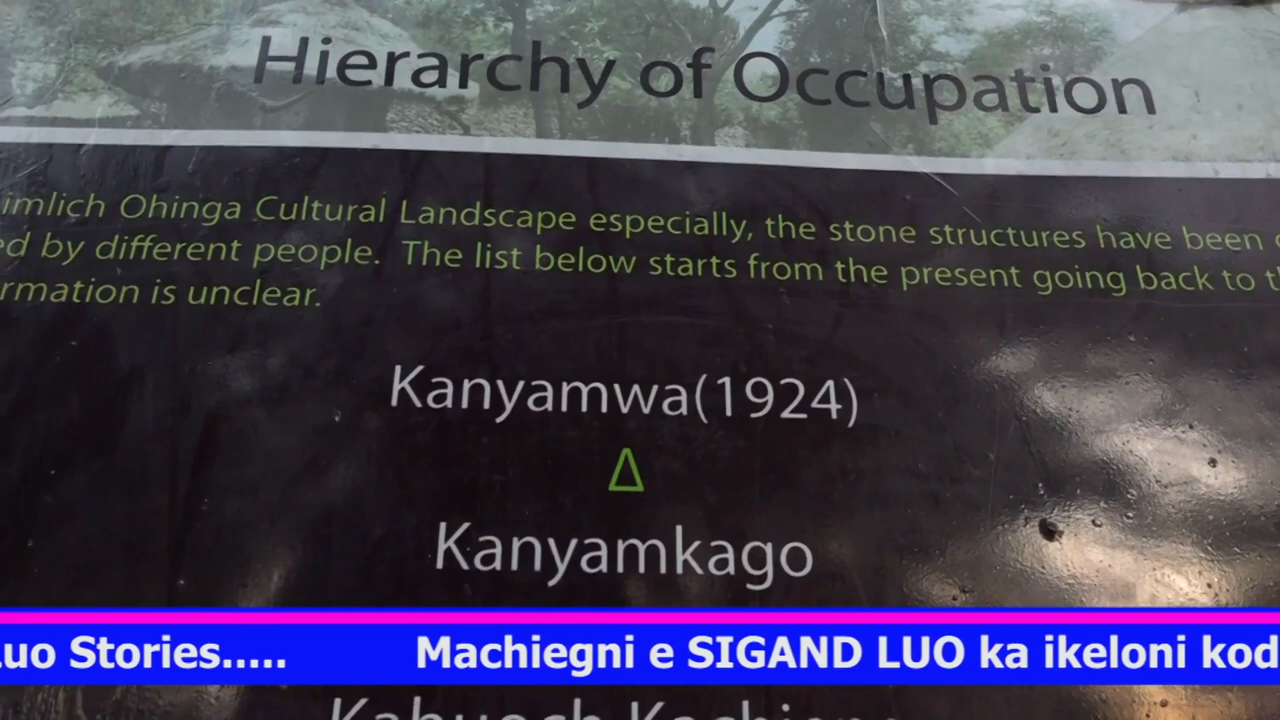 Hierarchy of Occupation
imlich Ohinga Cultural Landscape especially, the stone structures have been
ed by different people. The list below starts from the present going back to
rmation is unclear.
Kanyamwa(1924)
Δ
Kanyamkago
Luo Stories..... Machiegni e SIGAND LUO ka ikeloni kod
Kabuoch